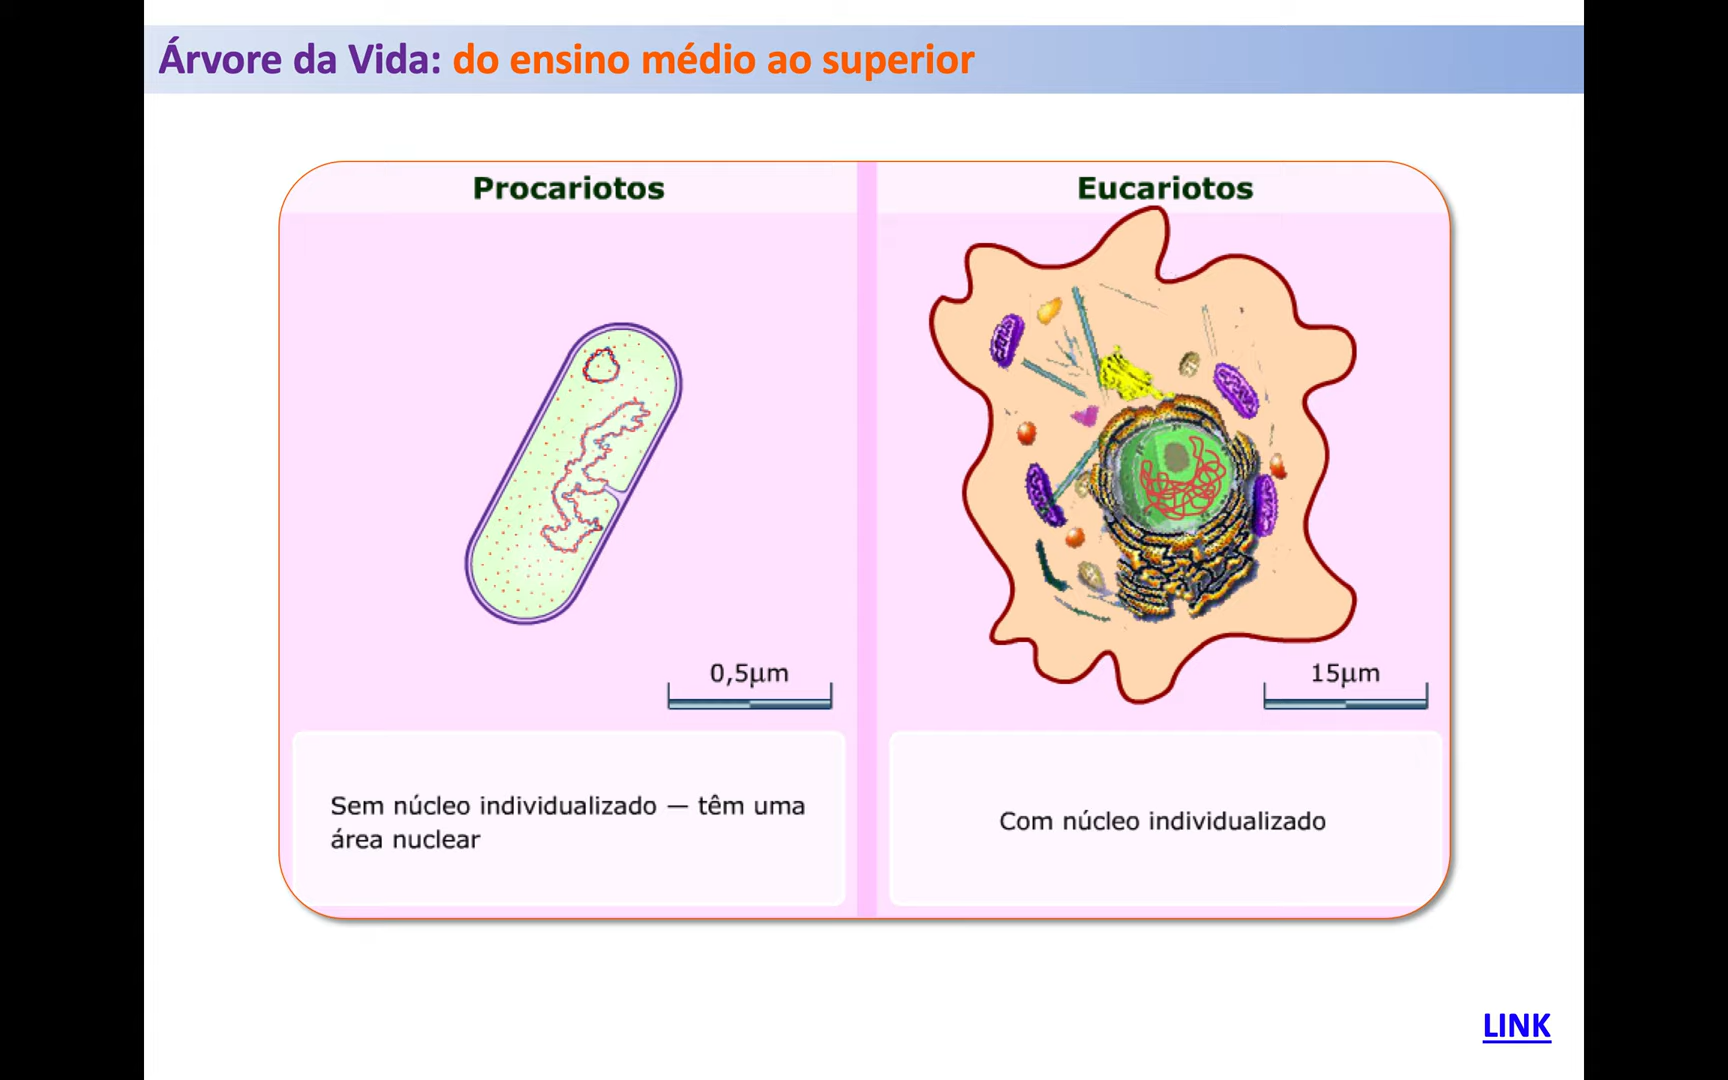 Árvore da Vida: do ensino médio ao superior
Procariotos
Eucariotos
0,5µm
15µm
Sem núcleo individualizado — têm uma
área nuclear
Com núcleo individualizado
LINK